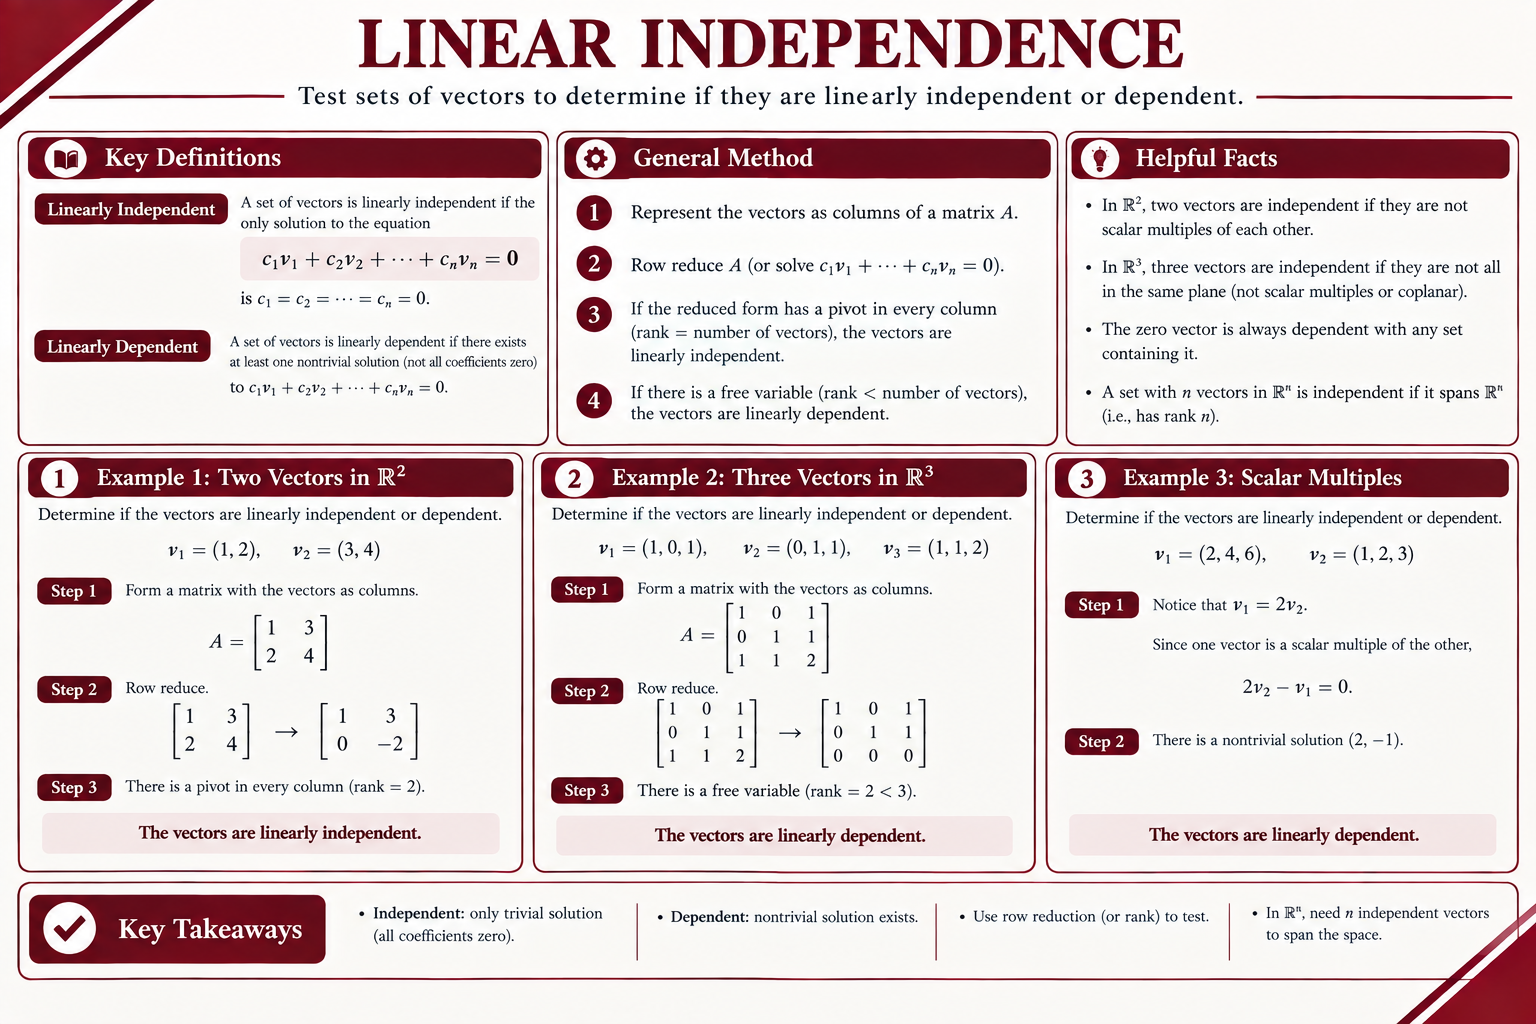 LINEAR INDEPENDENCE
Test sets of vectors to determine if they are linearly independent or dependent.
Key Definitions
Linearly Independent
A set of vectors is linearly independent if the
only solution to the equation
c₁v₁ + c₂v₂ + ⋯ + cₙvₙ = 0
is c₁ = c₂ = ⋯ = cₙ = 0.
Linearly Dependent
A set of vectors is linearly dependent if there exists
at least one nontrivial solution (not all coefficients zero)
to c₁v₁ + c₂v₂ + ⋯ + cₙvₙ = 0.
General Method
1 Represent the vectors as columns of a matrix A.
2 Row reduce A (or solve c₁v₁ + ⋯ + cₙvₙ = 0).
3 If the reduced form has a pivot in every column
(rank = number of vectors), the vectors are
linearly independent.
4 If there is a free variable (rank < number of vectors),
the vectors are linearly dependent.
Helpful Facts
• In ℝ², two vectors are independent if they are not
scalar multiples of each other.
• In ℝ³, three vectors are independent if they are not all
in the same plane (not scalar multiples or coplanar).
• The zero vector is always dependent with any set
containing it.
• A set with n vectors in ℝⁿ is independent if it spans ℝⁿ
(i.e., has rank n).
1 Example 1: Two Vectors in ℝ²
Determine if the vectors are linearly independent or dependent.
v₁ = (1, 2), v₂ = (3, 4)
Step 1 Form a matrix with the vectors as columns.
1 3
A =
2 4
Step 2 Row reduce.
1 3 1 3
→
2 4 0 −2
Step 3 There is a pivot in every column (rank = 2).
The vectors are linearly independent.
2 Example 2: Three Vectors in ℝ³
Determine if the vectors are linearly independent or dependent.
v₁ = (1, 0, 1), v₂ = (0, 1, 1), v₃ = (1, 1, 2)
Step 1 Form a matrix with the vectors as columns.
1 0 1
A = 0 1 1
1 1 2
Step 2 Row reduce.
1 0 1 1 0 1
0 1 1 → 0 1 1
1 1 2 0 0 0
Step 3 There is a free variable (rank = 2 < 3).
The vectors are linearly dependent.
3 Example 3: Scalar Multiples
Determine if the vectors are linearly independent or dependent.
v₁ = (2, 4, 6), v₂ = (1, 2, 3)
Step 1 Notice that v₁ = 2v₂.
Since one vector is a scalar multiple of the other,
2v₂ − v₁ = 0.
Step 2 There is a nontrivial solution (2, −1).
The vectors are linearly dependent.
Key Takeaways
• Independent: only trivial solution
(all coefficients zero).
• Dependent: nontrivial solution exists.
• Use row reduction (or rank) to test.
• In ℝⁿ, need n independent vectors
to span the space.